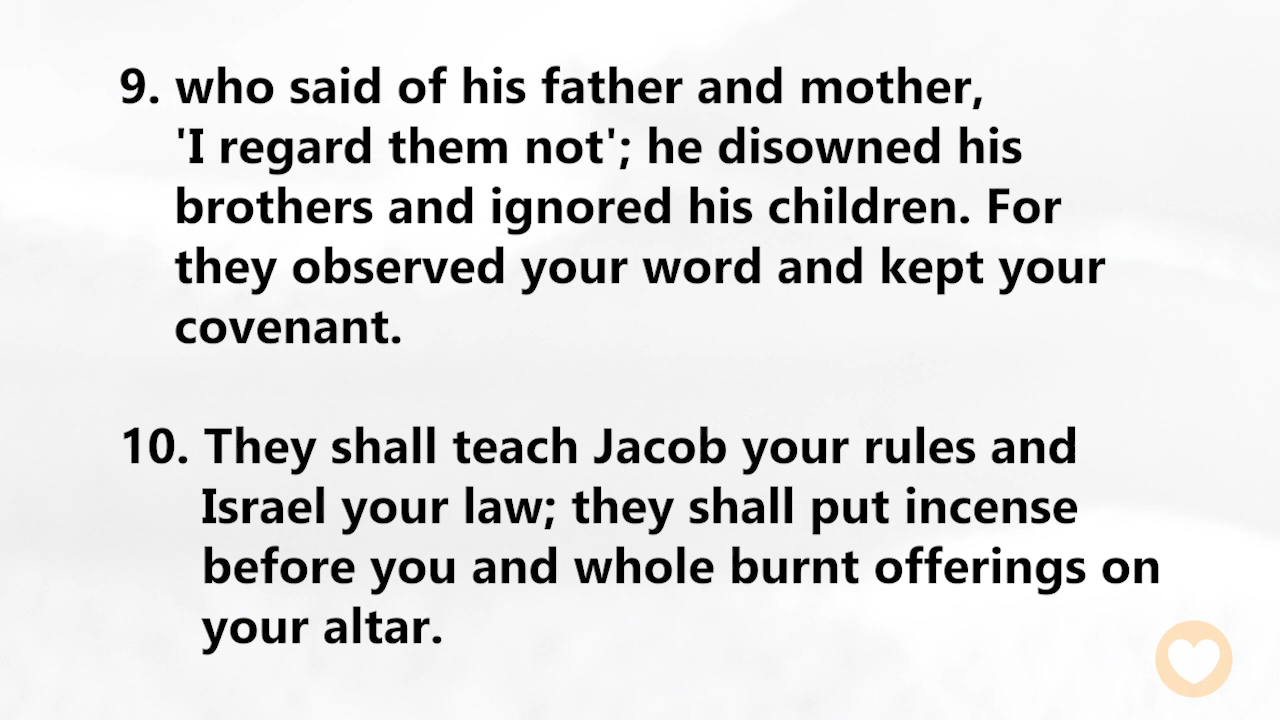 9. who said of his father and mother,
'I regard them not'; he disowned his
brothers and ignored his children. For
they observed your word and kept your
covenant.
10. They shall teach Jacob your rules and
Israel your law; they shall put incense
before you and whole burnt offerings on
your altar.